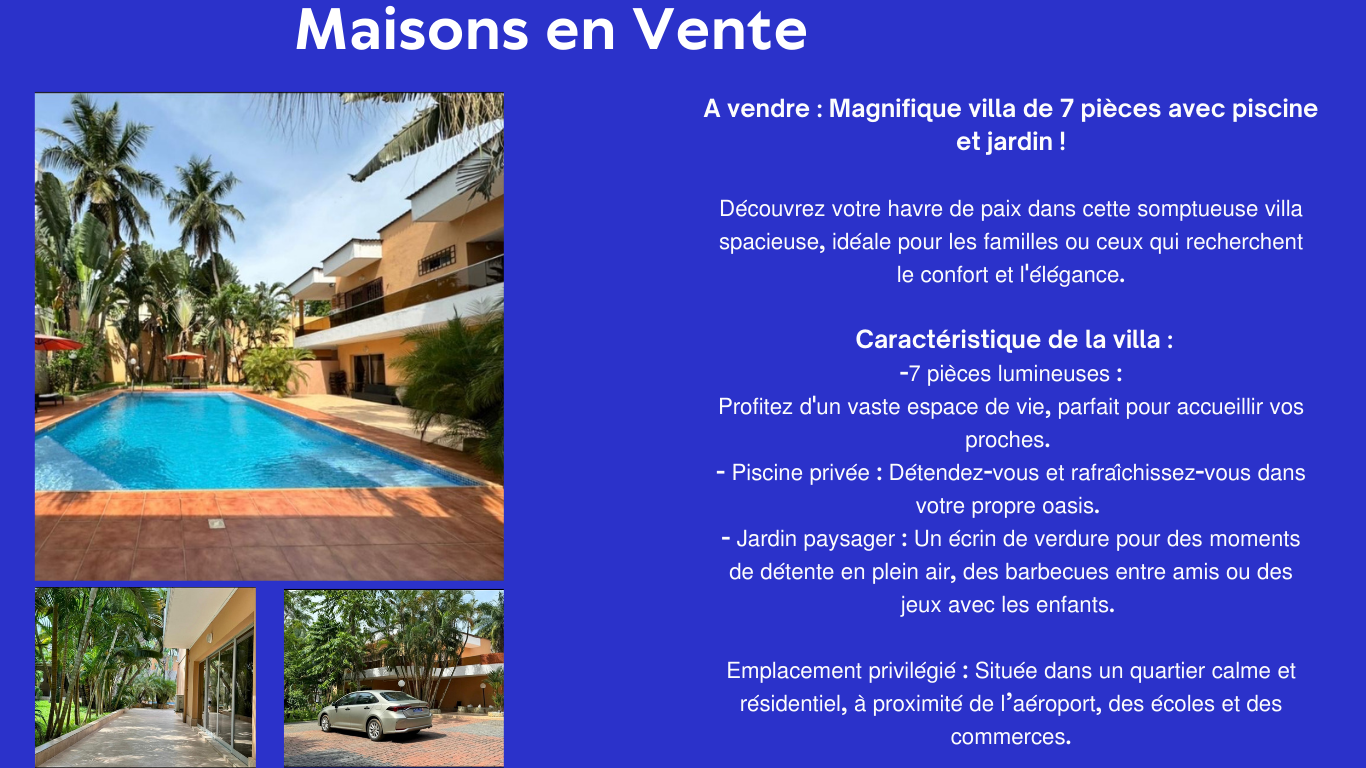 Maisons en Vente
A vendre : Magnifique villa de 7 pièces avec piscine
et jardin !
Découvrez votre havre de paix dans cette somptueuse villa
spacieuse, idéale pour les familles ou ceux qui recherchent
le confort et l'élégance.
Caractéristique de la villa :
-7 pièces lumineuses :
Profitez d'un vaste espace de vie, parfait pour accueillir vos
proches.
- Piscine privée : Détendez-vous et rafraîchissez-vous dans
votre propre oasis.
- Jardin paysager : Un écrin de verdure pour des moments
de détente en plein air, des barbecues entre amis ou des
jeux avec les enfants.
Emplacement privilégié : Située dans un quartier calme et
résidentiel, à proximité de l’aéroport, des écoles et des
commerces.